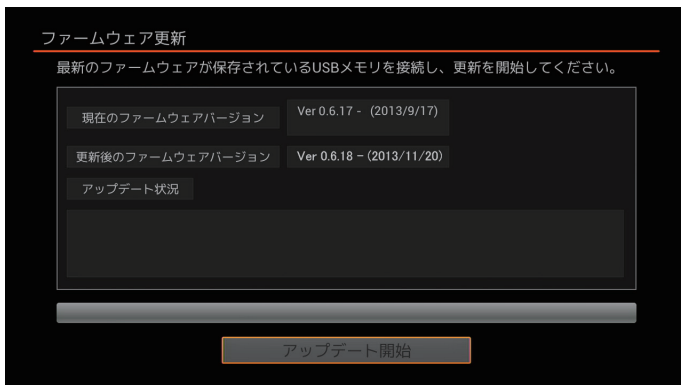 ファームウェア更新
最新のファームウェアが保存されているUSBメモリを接続し、更新を開始してください。
現在のファームウェアバージョン
Ver 0.6.17 - (2013/9/17)
更新後のファームウェアバージョン
Ver 0.6.18 − (2013/11/20)
アップデート状況
アップデート開始